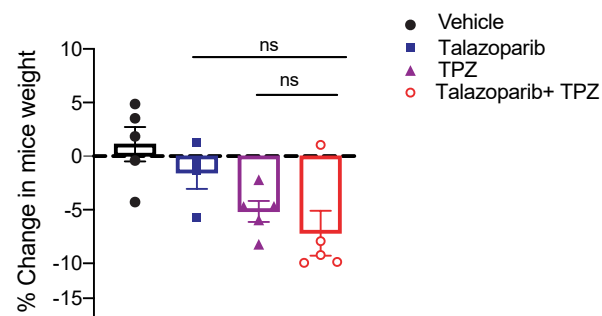 Vehicle
Talazoparib
TPZ
Talazoparib+ TPZ
ns
ns
% Change in mice weight
10
5
0
-5
-10
-15